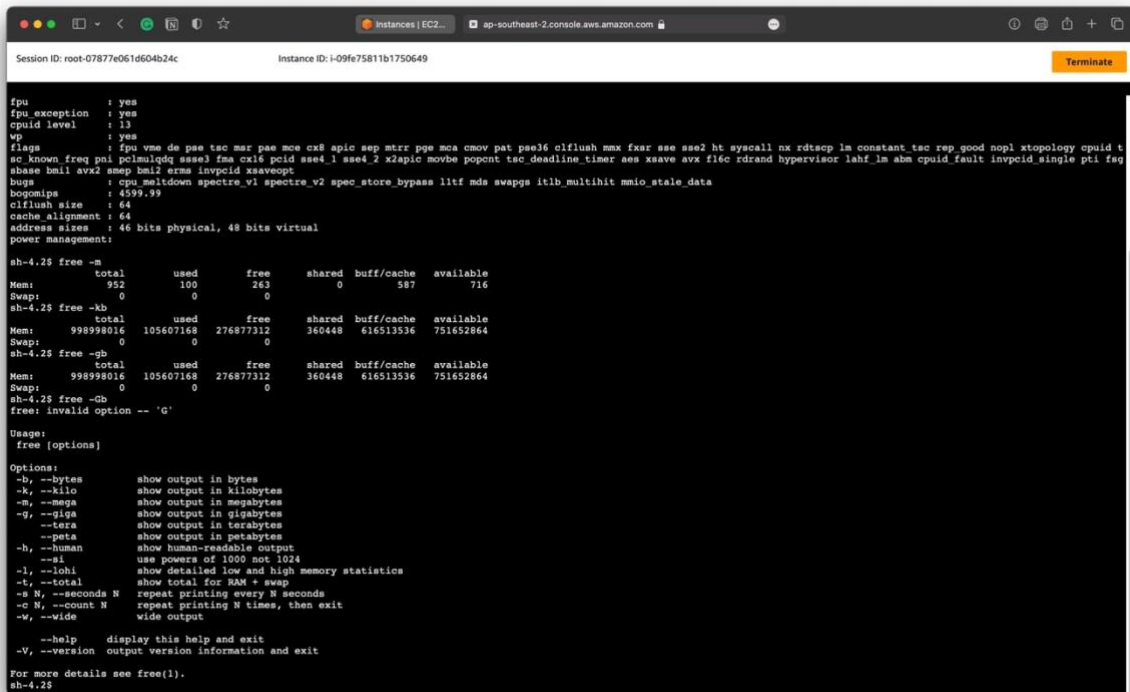 Instances | EC2...
ap-southeast-2.console.aws.amazon.com
Session ID: root-07877e061d604b24c Instance ID: i-09fe75811b1750649
Terminate
fpu : yes
fpu_exception : yes
cpuid level : 13
wp : yes
flags : fpu vme de pse tsc msr pae mce cx8 apic sep mtrr pge mca cmov pat pse36 clflush mmx fxsr sse sse2 ht syscall nx rdtscp lm constant_tsc rep_good nopl xtopology cpuid t
sc_known_freq pni pclmulqdq ssse3 fma cx16 pcid sse4_1 sse4_2 x2apic movbe popcnt tsc_deadline_timer aes xsave avx f16c rdrand hypervisor lahf_lm abm cpuid_fault invpcid_single pti fsg
sbase bmi1 avx2 smep bmi2 erms invpcid xsaveopt
bugs : cpu_meltdown spectre_v1 spectre_v2 spec_store_bypass l1tf mds swapgs itlb_multihit mmio_stale_data
bogomips : 4599.99
clflush size : 64
cache_alignment : 64
address sizes : 46 bits physical, 48 bits virtual
power management:
sh-4.2$ free -m
total used free shared buff/cache available
Mem: 952 100 263 0 587 716
Swap: 0 0 0
sh-4.2$ free -kb
total used free shared buff/cache available
Mem: 998998016 105607168 276877312 360448 616513536 751652864
Swap: 0 0 0
sh-4.2$ free -gb
total used free shared buff/cache available
Mem: 998998016 105607168 276877312 360448 616513536 751652864
Swap: 0 0 0
sh-4.2$ free -Gb
free: invalid option -- 'G'
Usage:
free [options]
Options:
-b, --bytes show output in bytes
-k, --kilo show output in kilobytes
-m, --mega show output in megabytes
-g, --giga show output in gigabytes
--tera show output in terabytes
--peta show output in petabytes
-h, --human show human-readable output
--si use powers of 1000 not 1024
-l, --lohi show detailed low and high memory statistics
-t, --total show total for RAM + swap
-s N, --seconds N repeat printing every N seconds
-c N, --count N repeat printing N times, then exit
-w, --wide wide output
--help display this help and exit
-V, --version output version information and exit
For more details see free(1).
sh-4.2$